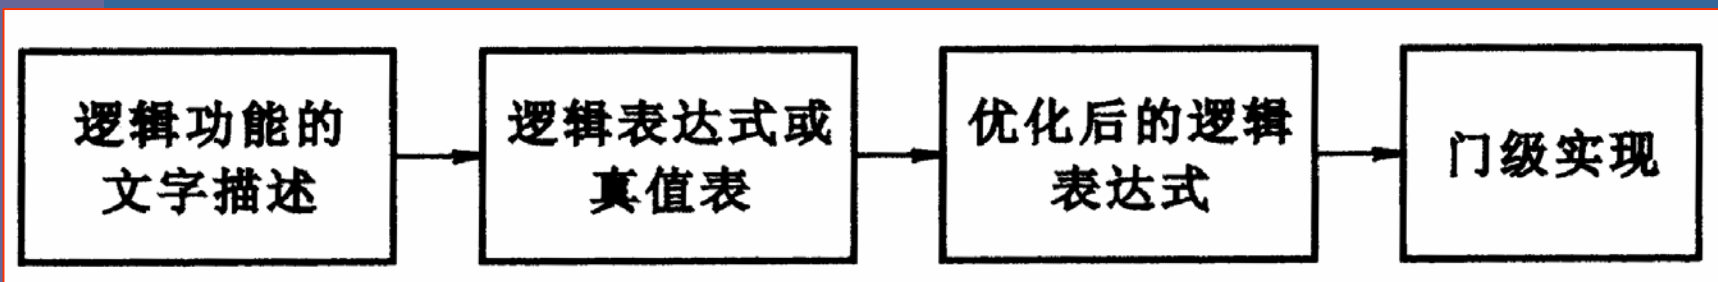 逻辑功能的
文字描述
逻辑表达式或
真值表
优化后的逻辑
表达式
门级实现